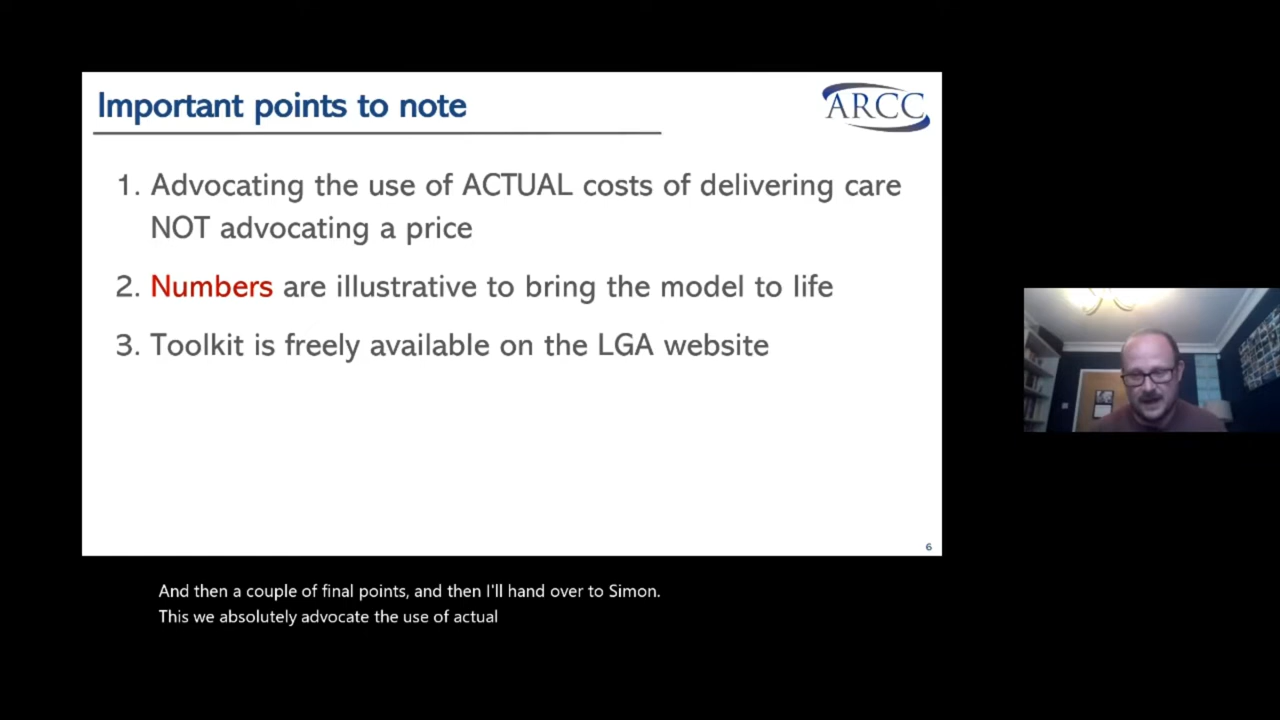 Important points to note
ARCC
1. Advocating the use of ACTUAL costs of delivering care
NOT advocating a price
2. Numbers are illustrative to bring the model to life
3. Toolkit is freely available on the LGA website
6
And then a couple of final points, and then I'll hand over to Simon.
This we absolutely advocate the use of actual